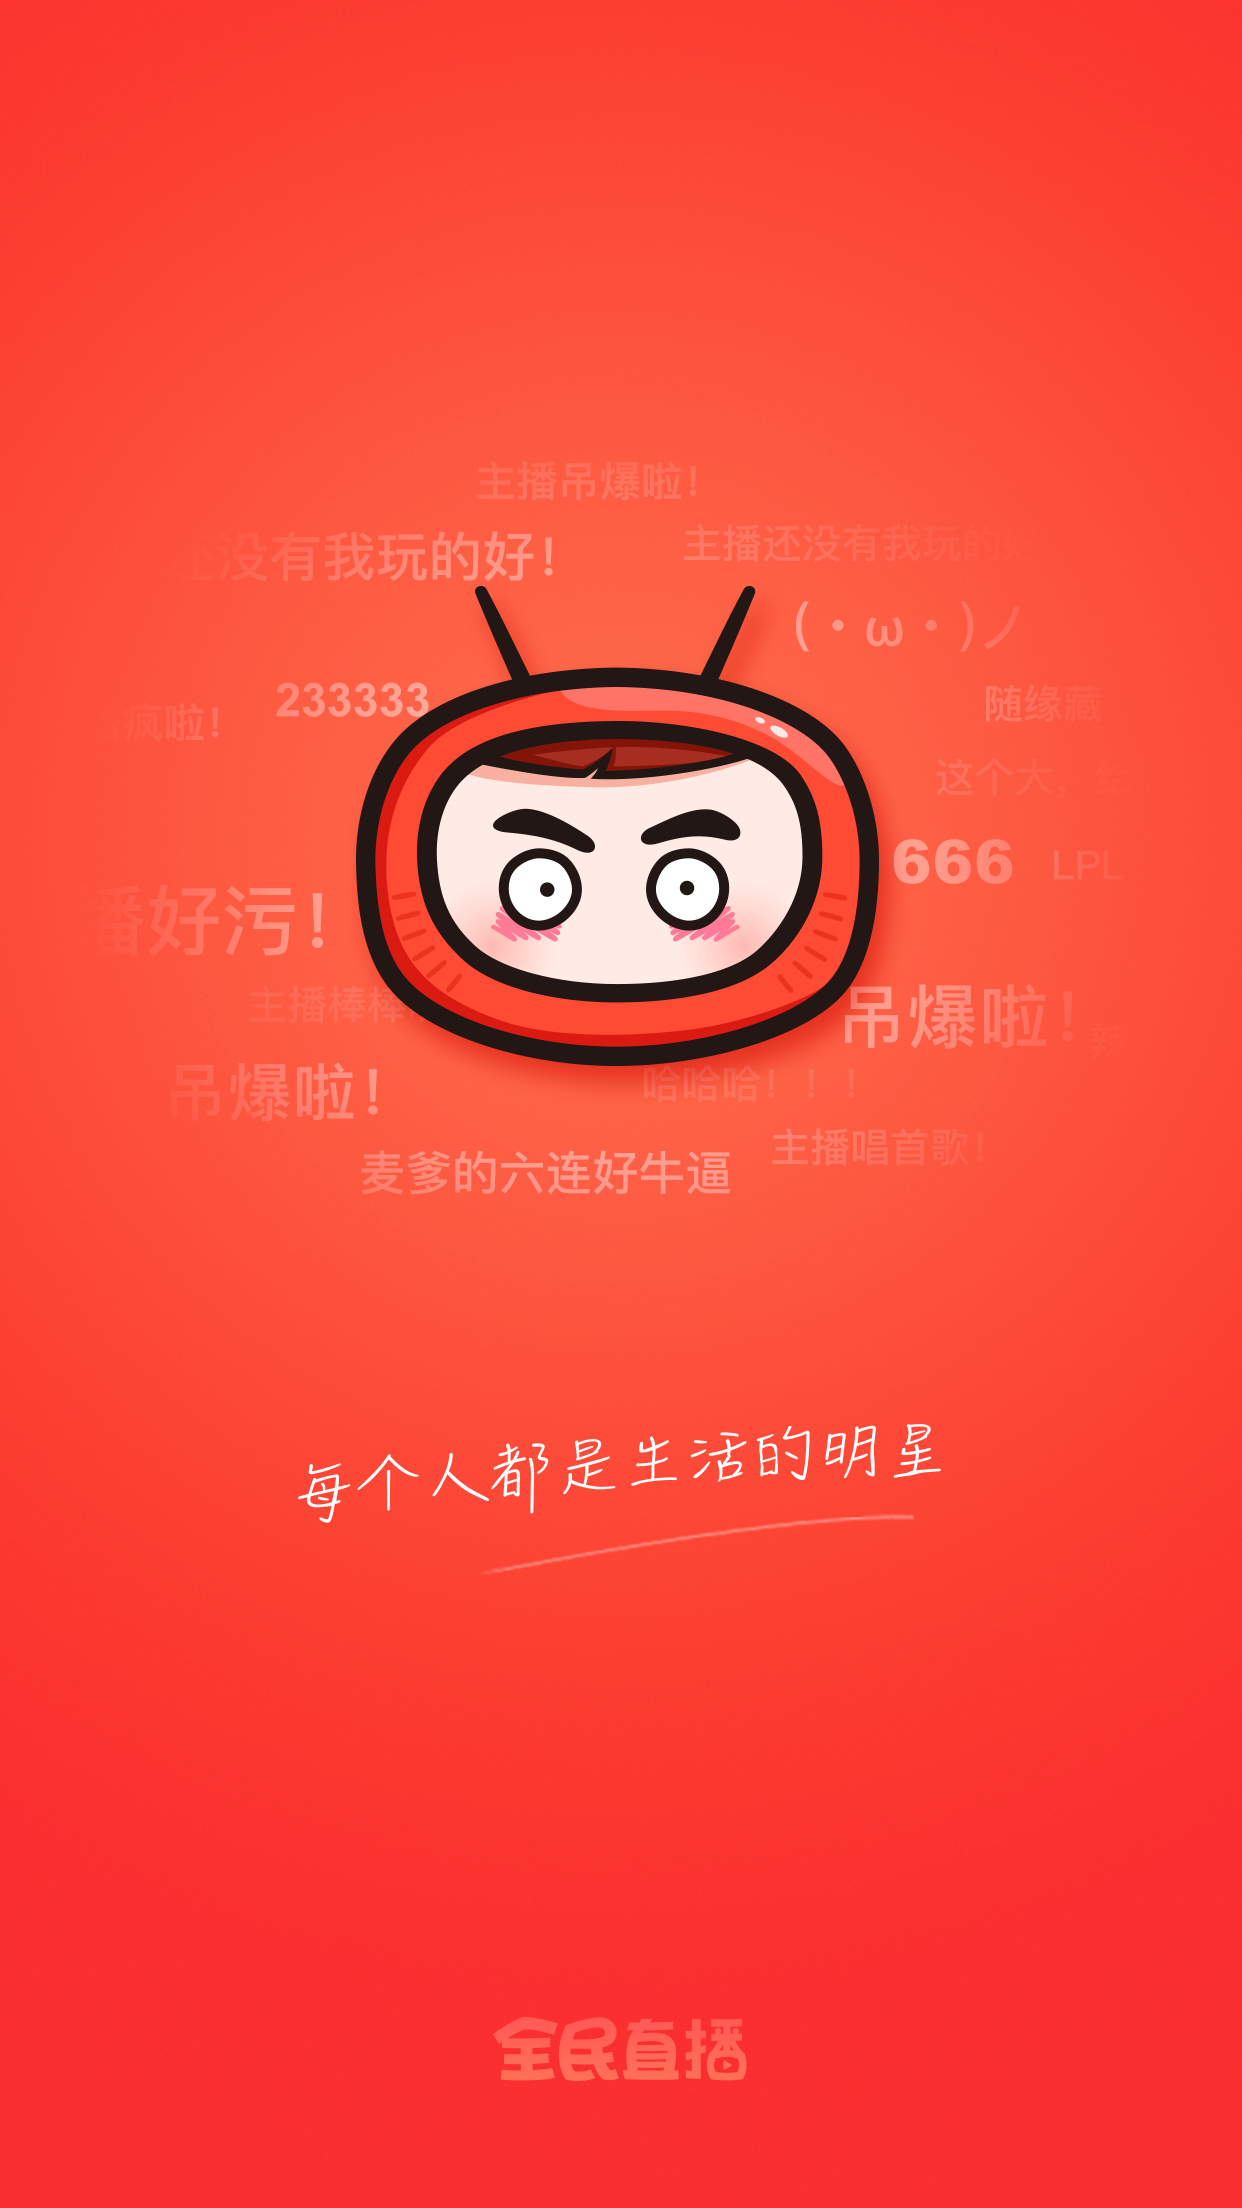 主播吊爆啦！
没有我玩的好！
主播还没有我玩的好
(・ω・)ノ
233333
疯啦！
随缘藏
这个大，给
666
LPL
播好污！
主播棒棒
吊爆啦！
辣
吊爆啦！
哈哈哈！！！
主播唱首歌！
麦爹的六连好牛逼
每个人都是生活的明星
全民直播